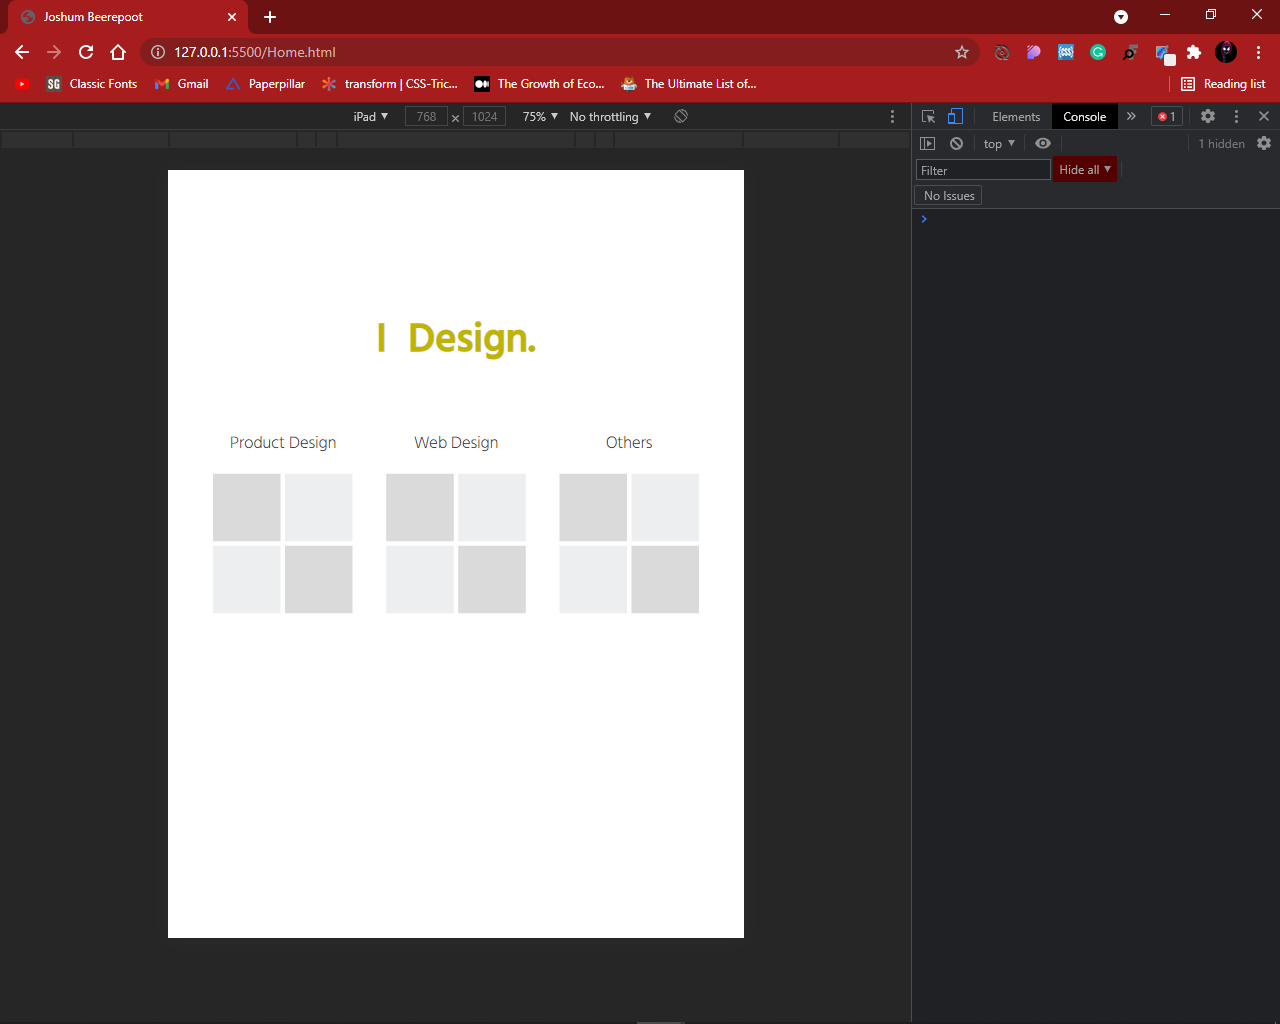 Joshum Beerepoot
127.0.0.1:5500/Home.html
SG Classic Fonts Gmail Paperpillar transform | CSS-Tric... The Growth of Eco... The Ultimate List of... Reading list
iPad 768 × 1024 75% No throttling
Elements Console » 1
top 1 hidden
Filter Hide all
No Issues
I Design.
Product Design Web Design Others